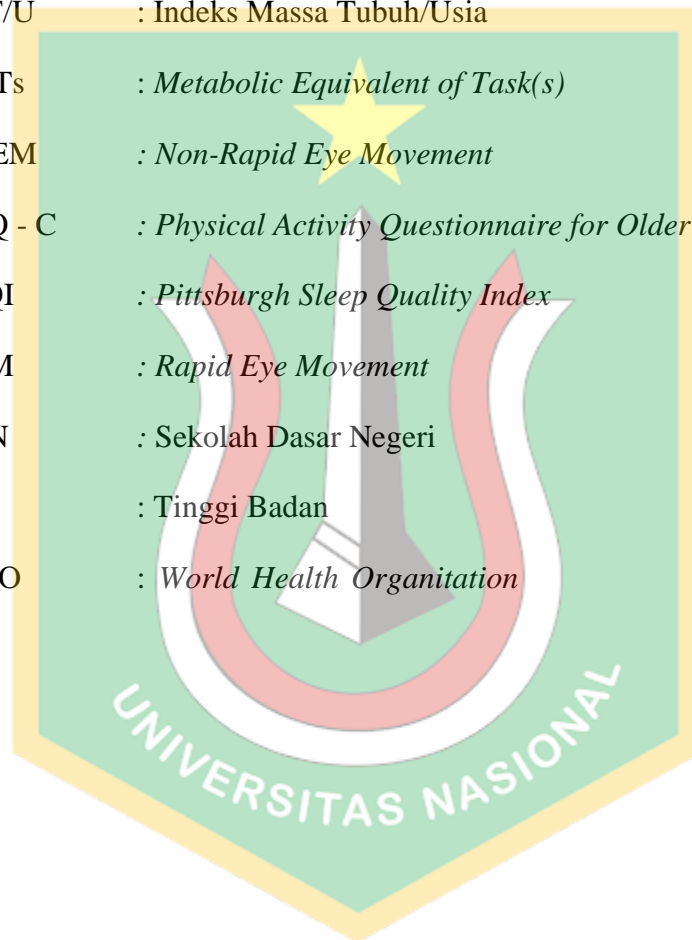 /U : Indeks Massa Tubuh/Usia
Ts : Metabolic Equivalent of Task(s)
EM : Non-Rapid Eye Movement
Q - C : Physical Activity Questionnaire for Older
QI : Pittsburgh Sleep Quality Index
M : Rapid Eye Movement
N : Sekolah Dasar Negeri
: Tinggi Badan
O : World Health Organitation
UNIVERSITAS NASIONAL